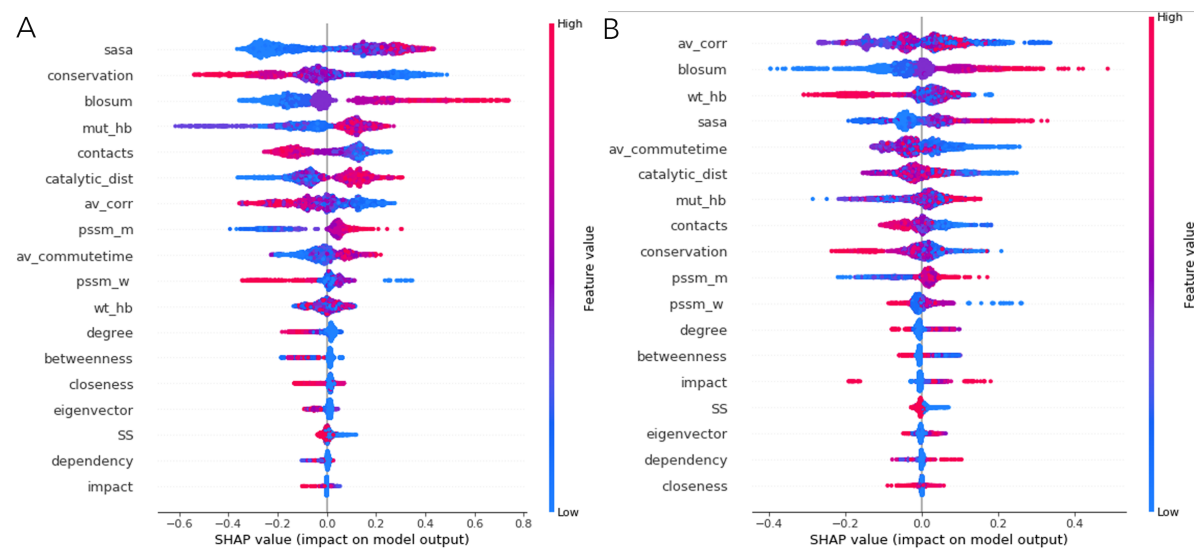 A
High
sasa
conservation
blosum
mut_hb
contacts
catalytic_dist
av_corr
pssm_m
av_commutetime
pssm_w
wt_hb
degree
betweenness
closeness
eigenvector
SS
dependency
impact
Feature value
Low
−0.6 −0.4 −0.2 0.0 0.2 0.4 0.6 0.8
SHAP value (impact on model output)
B
High
av_corr
blosum
wt_hb
sasa
av_commutetime
catalytic_dist
mut_hb
contacts
conservation
pssm_m
pssm_w
degree
betweenness
impact
SS
eigenvector
dependency
closeness
Feature value
Low
−0.4 −0.2 0.0 0.2 0.4
SHAP value (impact on model output)